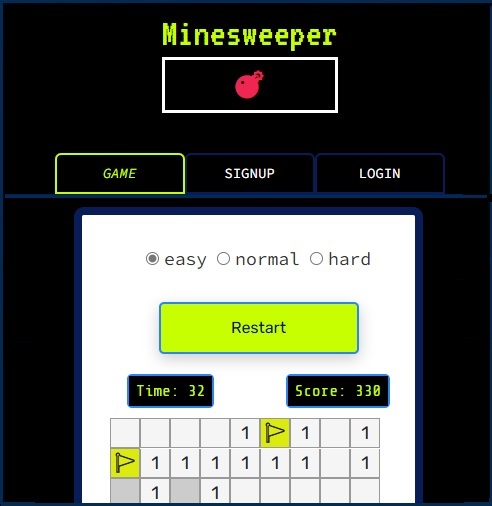 Minesweeper
GAME SIGNUP LOGIN
easy normal hard
Restart
Time: 32 Score: 330
1 1 1
1 1 1 1 1 1 1
1 1